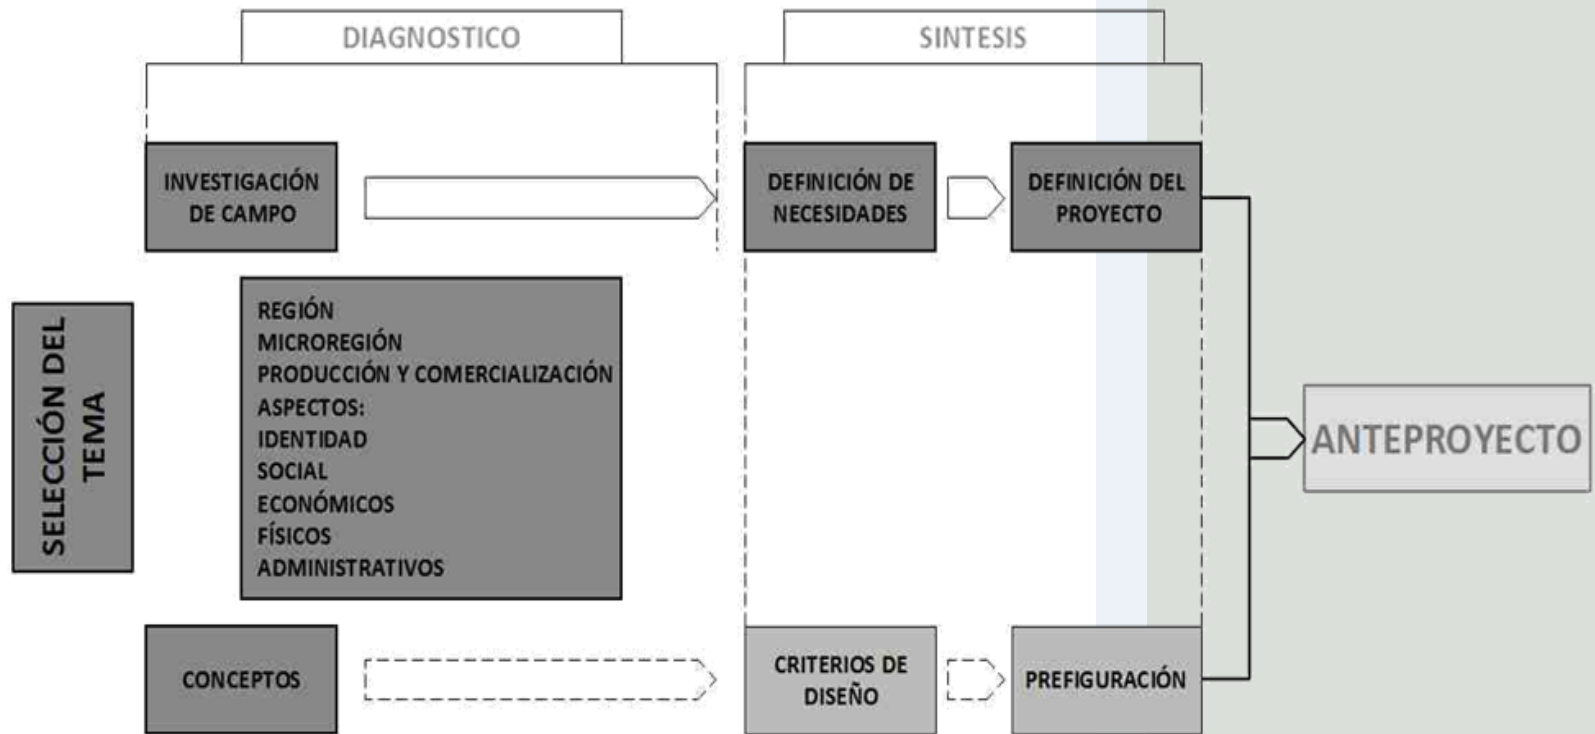 DIAGNOSTICO
SINTESIS
INVESTIGACIÓN
DE CAMPO
DEFINICIÓN DE
NECESIDADES
DEFINICIÓN DEL
PROYECTO
SELECCIÓN DEL
TEMA
REGIÓN
MICROREGIÓN
PRODUCCIÓN Y COMERCIALIZACIÓN
ASPECTOS:
IDENTIDAD
SOCIAL
ECONÓMICOS
FÍSICOS
ADMINISTRATIVOS
ANTEPROYECTO
CONCEPTOS
CRITERIOS DE
DISEÑO
PREFIGURACIÓN